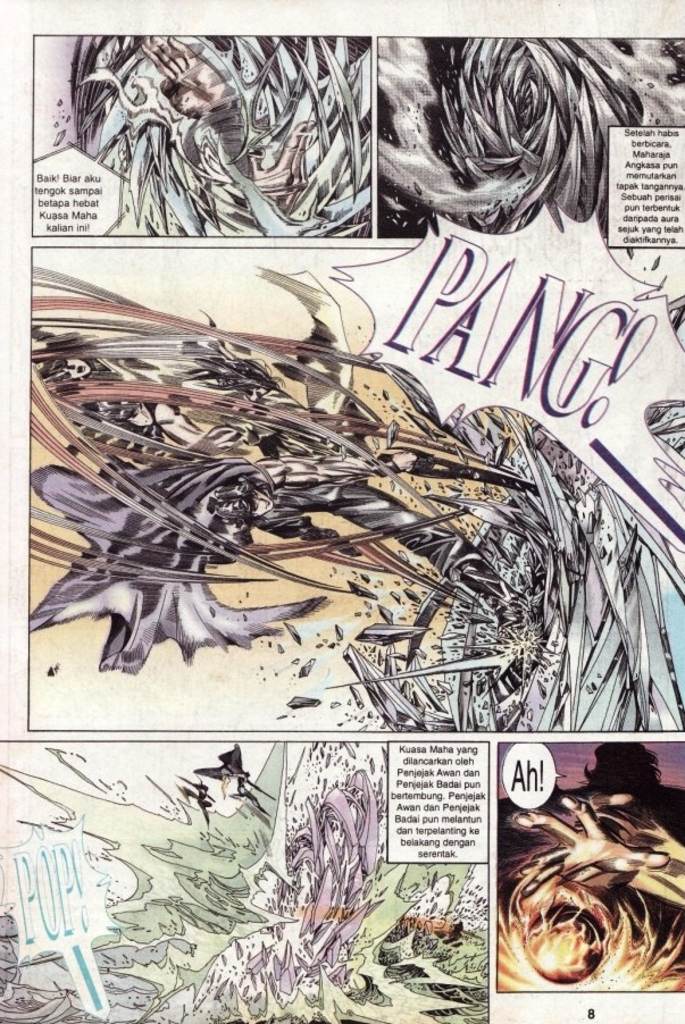 Baik! Biar aku
tengok sampai
betapa hebat
Kuasa Maha
kalian ini!
Setelah habis
berbicara,
Maharaja
Angkasa pun
memutarkan
tapak tangannya.
Sebuah perisai
pun terbentuk
daripada aura
sejuk yang telah
diaktifkannya.
PANG!
Kuasa Maha yang
dilancarkan oleh
Penjejak Awan dan
Penjejak Badai pun
bertembung. Penjejak
Awan dan Penjejak
Badai pun melantun
dan terpelanting ke
belakang dengan
serentak.
POP!
Ah!
8